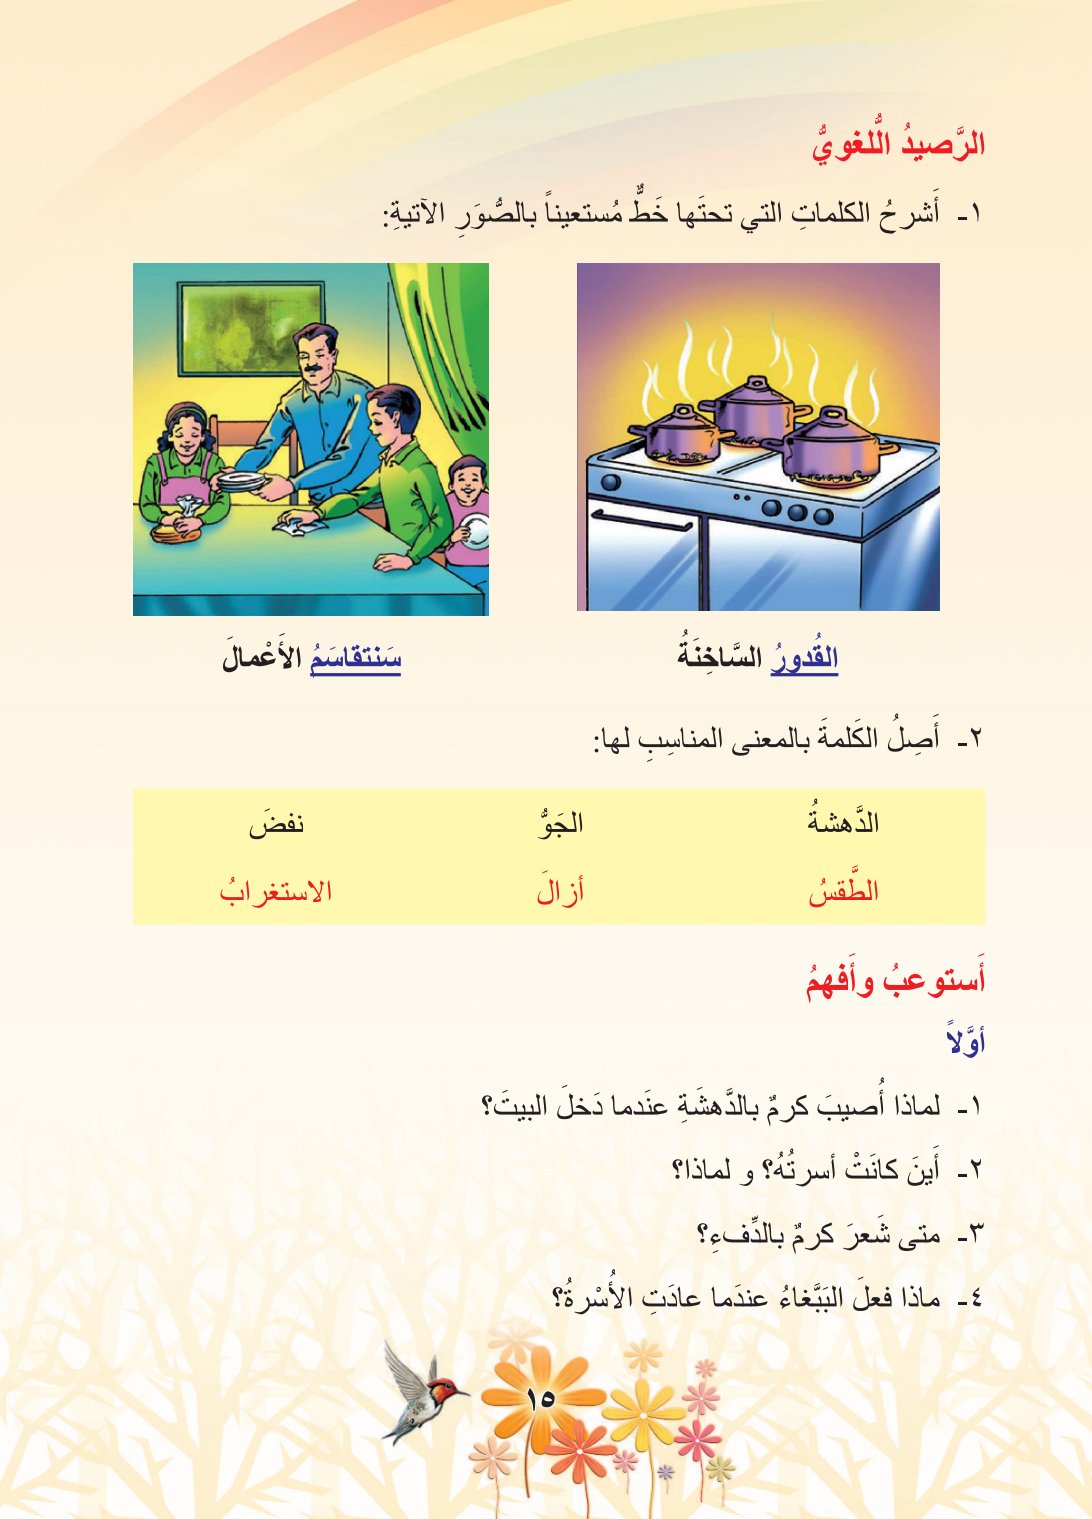 الرَّصيدُ اللُّغويُّ
١- أَشرحُ الكلماتِ التي تحتَها خَطٌّ مُستعيناً بالصُّوَرِ الآتيةِ:
القُدورُ السَّاخِنَةُ
سَنتقاسَمُ الأَعْمالَ
٢- أَصِلُ الكَلمةَ بالمعنى المناسِبِ لها:
الدَّهشةُ الجَوُّ نفضَ
الطَّقسُ أزالَ الاستغرابُ
أَستوعبُ وأَفهمُ
أوَّلاً
١- لماذا أُصيبَ كرمٌ بالدَّهشَةِ عنَدما دَخلَ البيتَ؟
٢- أَينَ كانَتْ أسرتُهُ؟ و لماذا؟
٣- متى شَعرَ كرمٌ بالدِّفءِ؟
٤- ماذا فعلَ البَبَّغاءُ عندَما عادَتِ الأُسْرةُ؟
١٥